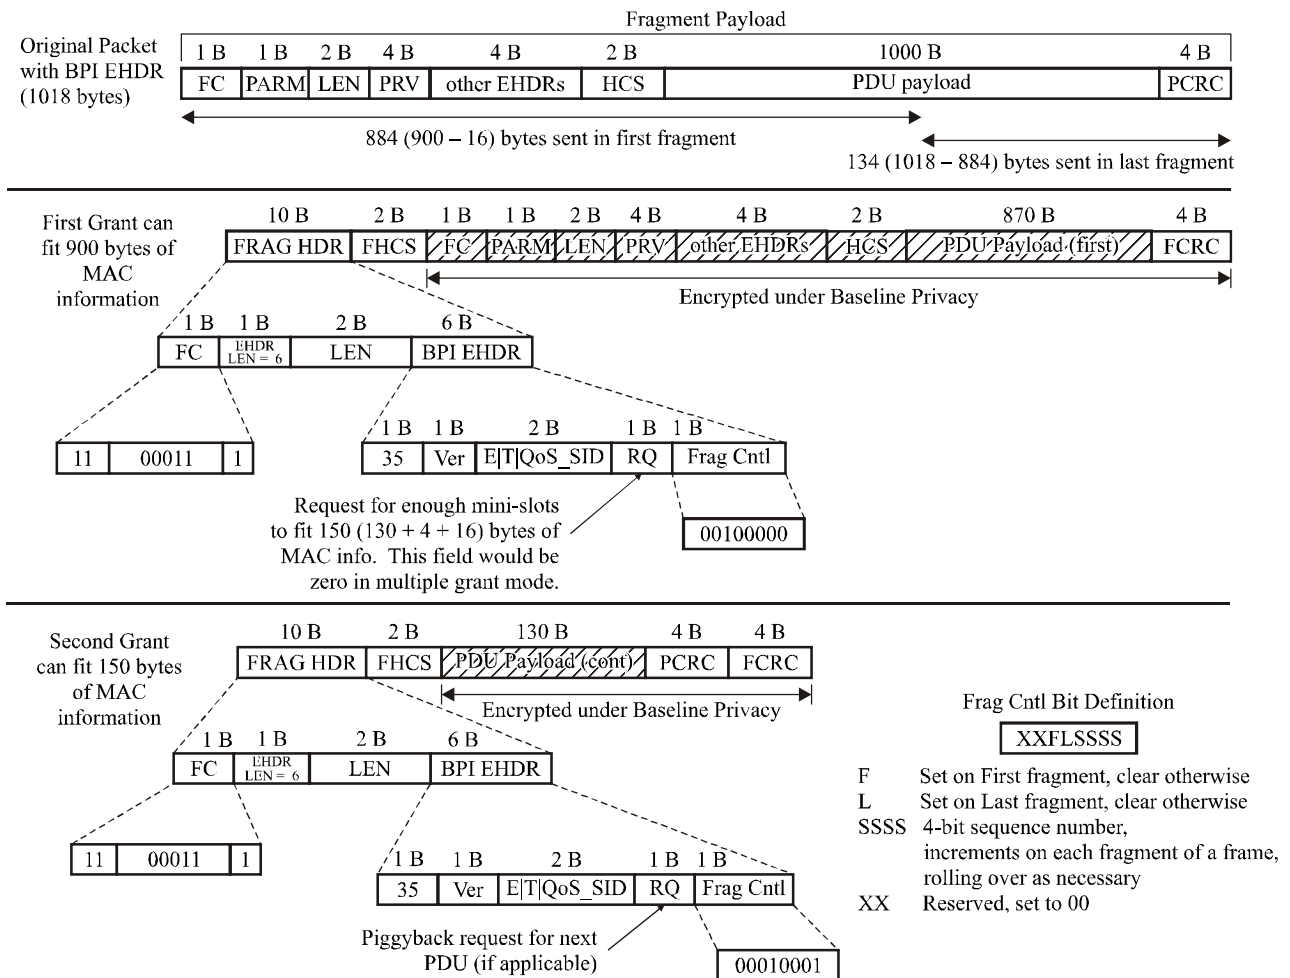 Fragment Payload
Original Packet
with BPI EHDR
(1018 bytes)
1 B 1 B 2 B 4 B 4 B 2 B 1000 B 4 B
FC PARM LEN PRV other EHDRs HCS PDU payload PCRC
884 (900 – 16) bytes sent in first fragment
134 (1018 – 884) bytes sent in last fragment
First Grant can
fit 900 bytes of
MAC
information
10 B 2 B 1 B 1 B 2 B 4 B 4 B 2 B 870 B 4 B
FRAG HDR FHCS FC PARM LEN PRV other EHDRs HCS PDU Payload (first) FCRC
Encrypted under Baseline Privacy
1 B 1 B 2 B 6 B
FC EHDR LEN = 6 LEN BPI EHDR
11 00011 1
1 B 1 B 2 B 1 B 1 B
35 Ver E|T|QoS_SID RQ Frag Cntl
Request for enough mini-slots
to fit 150 (130 + 4 + 16) bytes of
MAC info. This field would be
zero in multiple grant mode.
00100000
Second Grant
can fit 150 bytes
of MAC
information
10 B 2 B 130 B 4 B 4 B
FRAG HDR FHCS PDU Payload (cont) PCRC FCRC
Encrypted under Baseline Privacy
1 B 1 B 2 B 6 B
FC EHDR LEN = 6 LEN BPI EHDR
11 00011 1
1 B 1 B 2 B 1 B 1 B
35 Ver E|T|QoS_SID RQ Frag Cntl
Piggyback request for next
PDU (if applicable)
00010001
Frag Cntl Bit Definition
XXFLSSSS
F Set on First fragment, clear otherwise
L Set on Last fragment, clear otherwise
SSSS 4-bit sequence number,
increments on each fragment of a frame,
rolling over as necessary
XX Reserved, set to 00